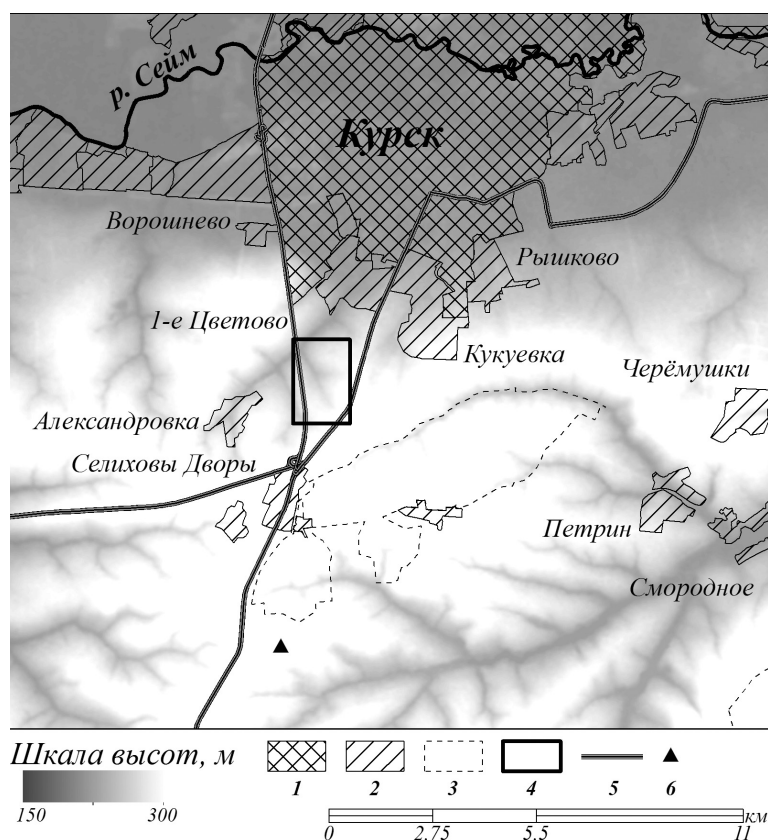 р. Сейм
Курск
Ворошнево
Рышково
1-е Цветово
Кукуевка
Черёмушки
Александровка
Селиховы Дворы
Петрин
Смородное
Шкала высот, м
150 300
1 2 3 4 5 6
км
0 2.75 5.5 11